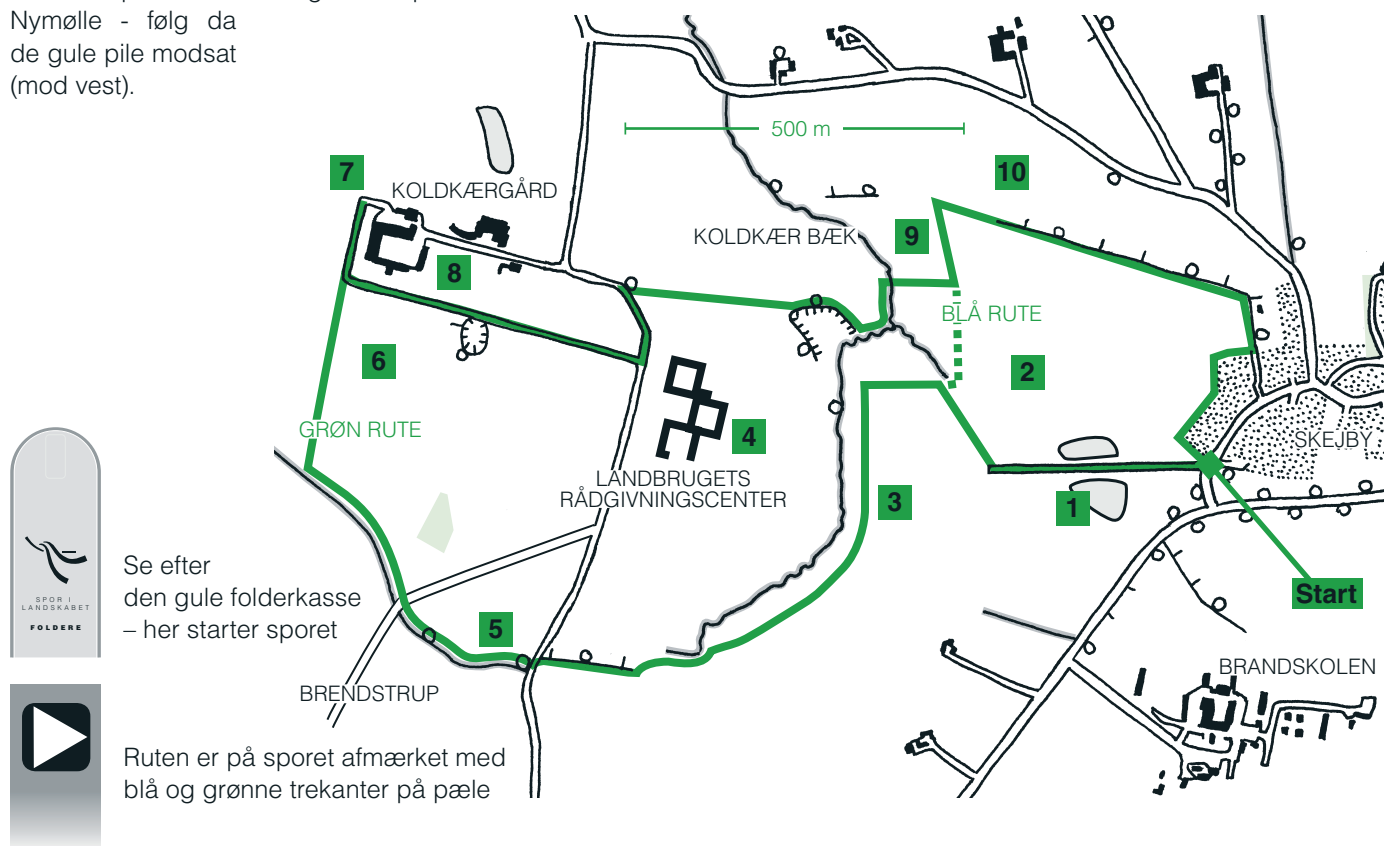 Nymølle - følg da
de gule pile modsat
(mod vest).
500 m
7
KOLDKÆRGÅRD
10
KOLDKÆR BÆK
9
8
BLÅ RUTE
6
2
GRØN RUTE
4
SKEJBY
LANDBRUGETS
RÅDGIVNINGSCENTER
3
1
Start
SPOR I
LANDSKABET
FOLDERE
Se efter
den gule folderkasse
– her starter sporet
5
BRENDSTRUP
BRANDSKOLEN
Ruten er på sporet afmærket med
blå og grønne trekanter på pæle